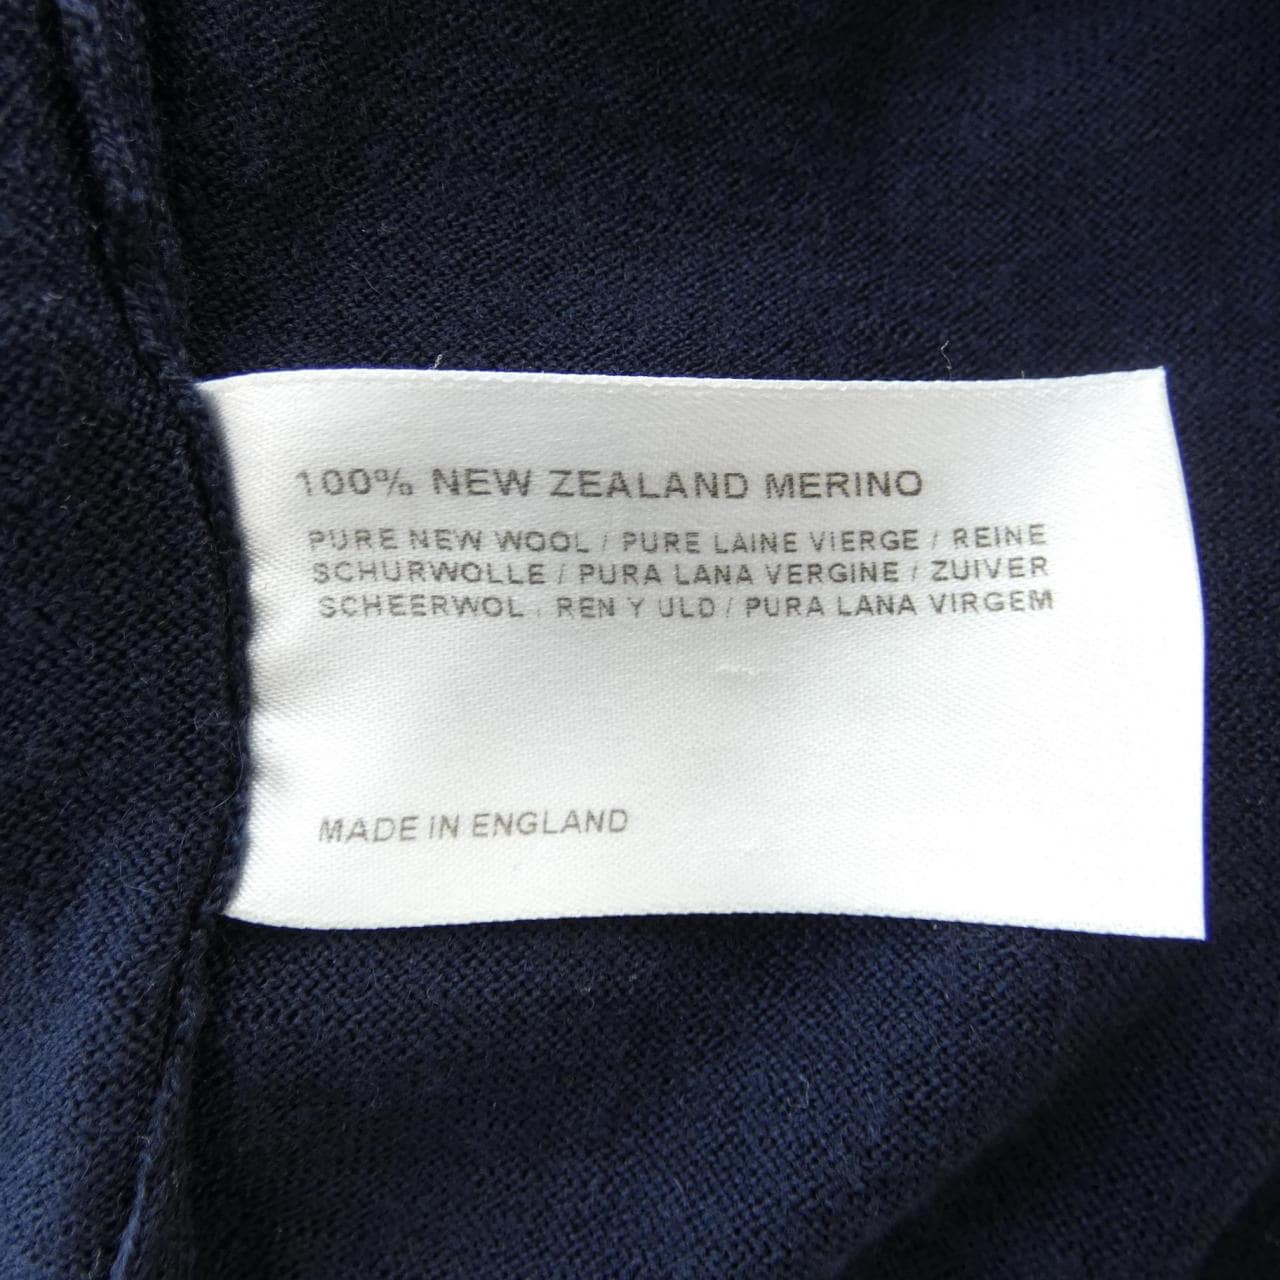 100% NEW ZEALAND MERINO
PURE NEW WOOL / PURE LAINE VIERGE / REINE
SCHURWOLLE / PURA LANA VERGINE / ZUIVER
SCHEERWOL / REN Y ULD / PURA LANA VIRGEM
MADE IN ENGLAND